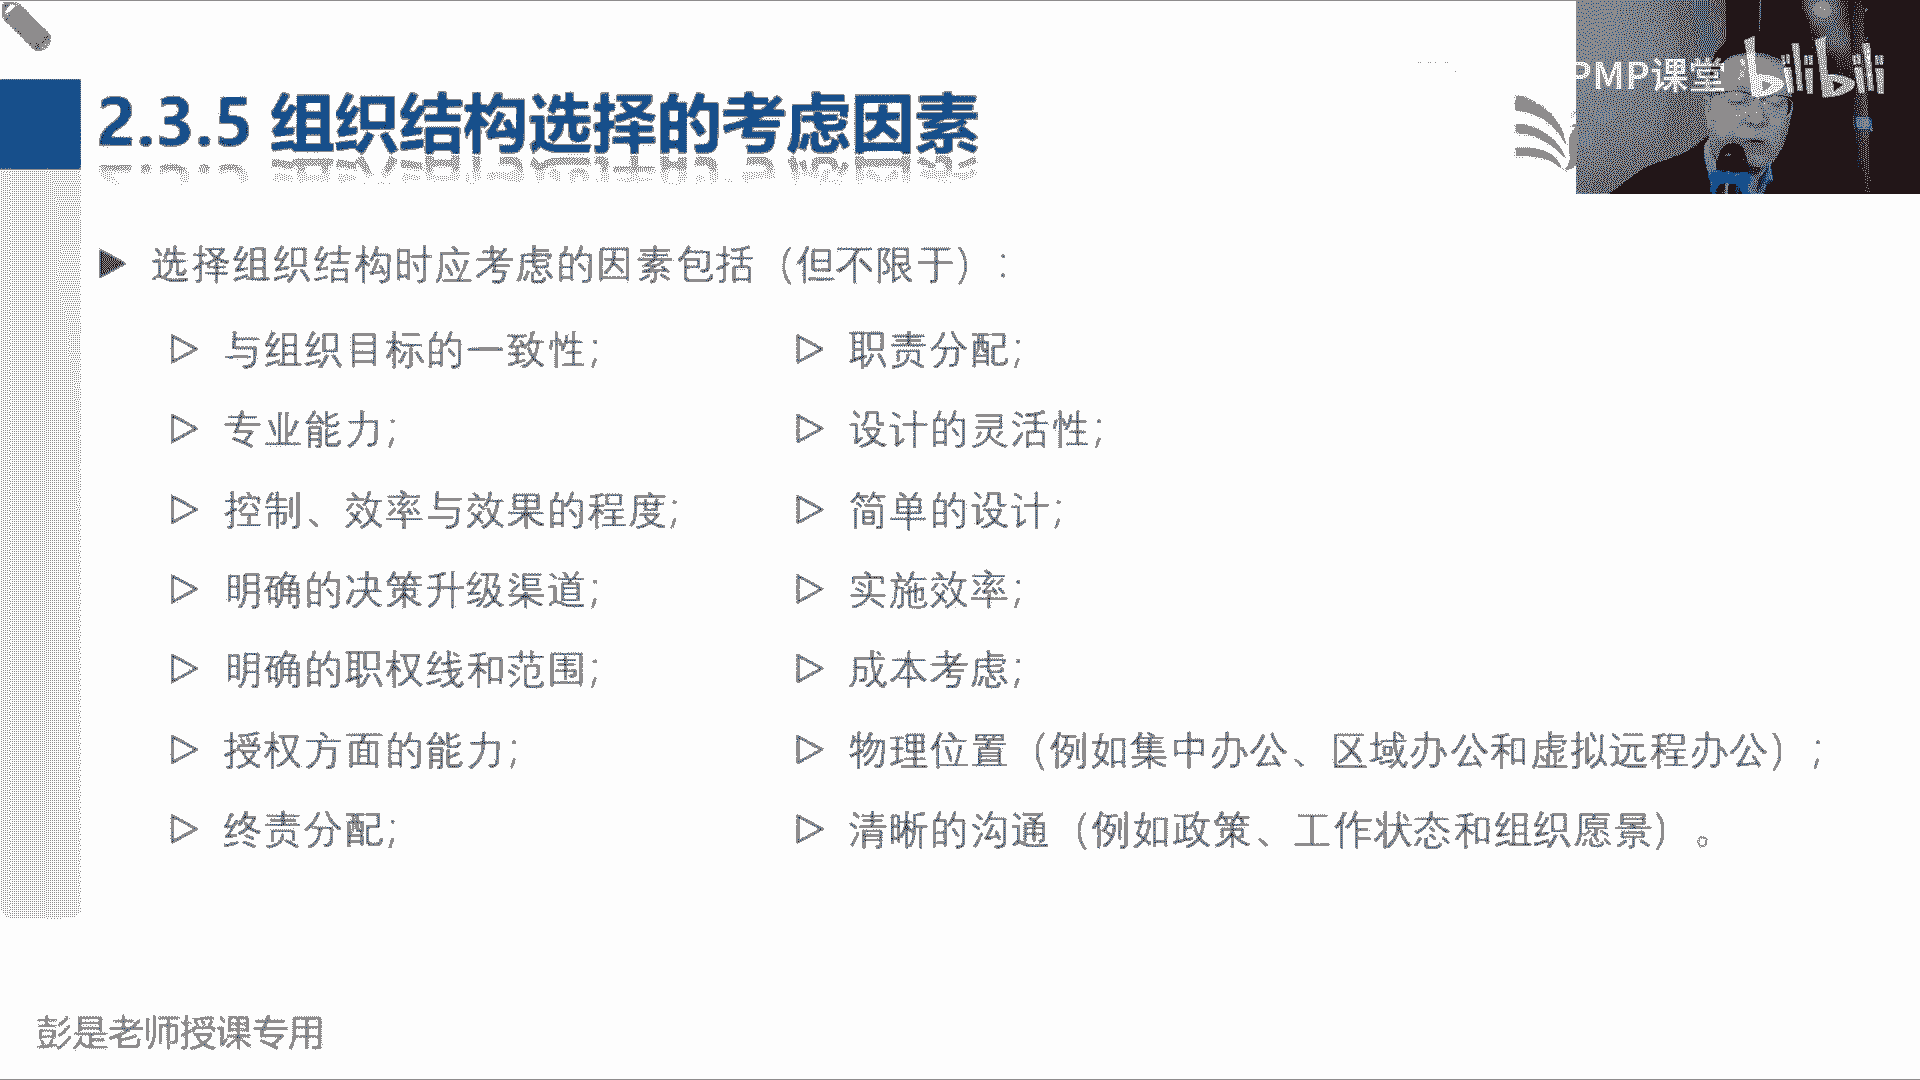 PMP课堂 bilibili
2.3.5 组织结构选择的考虑因素
选择组织结构时应考虑的因素包括（但不限于）：
与组织目标的一致性；
专业能力；
控制、效率与效果的程度；
明确的决策升级渠道；
明确的职权线和范围；
授权方面的能力；
终责分配；
职责分配；
设计的灵活性；
简单的设计；
实施效率；
成本考虑；
物理位置（例如集中办公、区域办公和虚拟远程办公）；
清晰的沟通（例如政策、工作状态和组织愿景）。
彭是老师授课专用